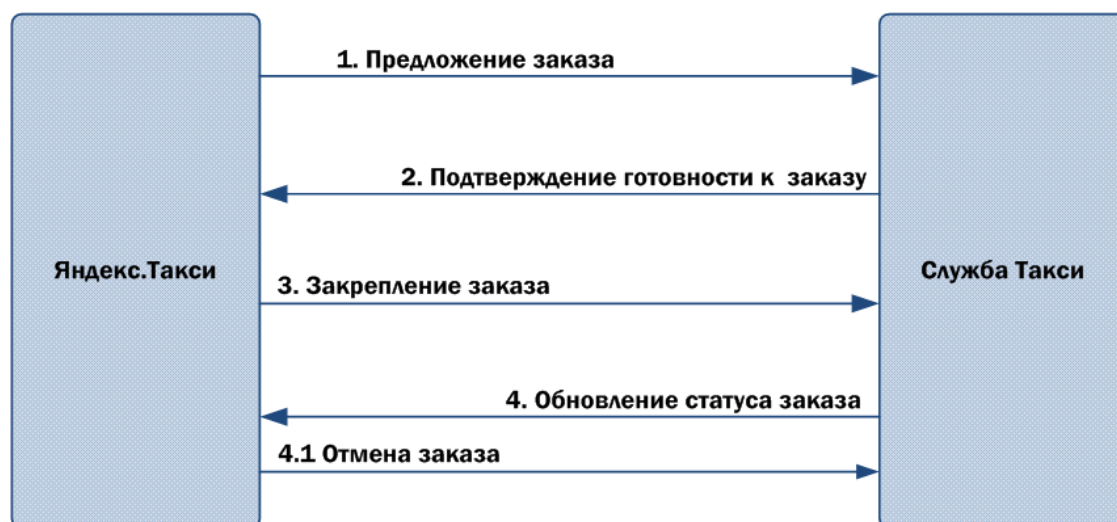 1. Предложение заказа
2. Подтверждение готовности к заказу
Яндекс.Такси
Служба Такси
3. Закрепление заказа
4. Обновление статуса заказа
4.1 Отмена заказа